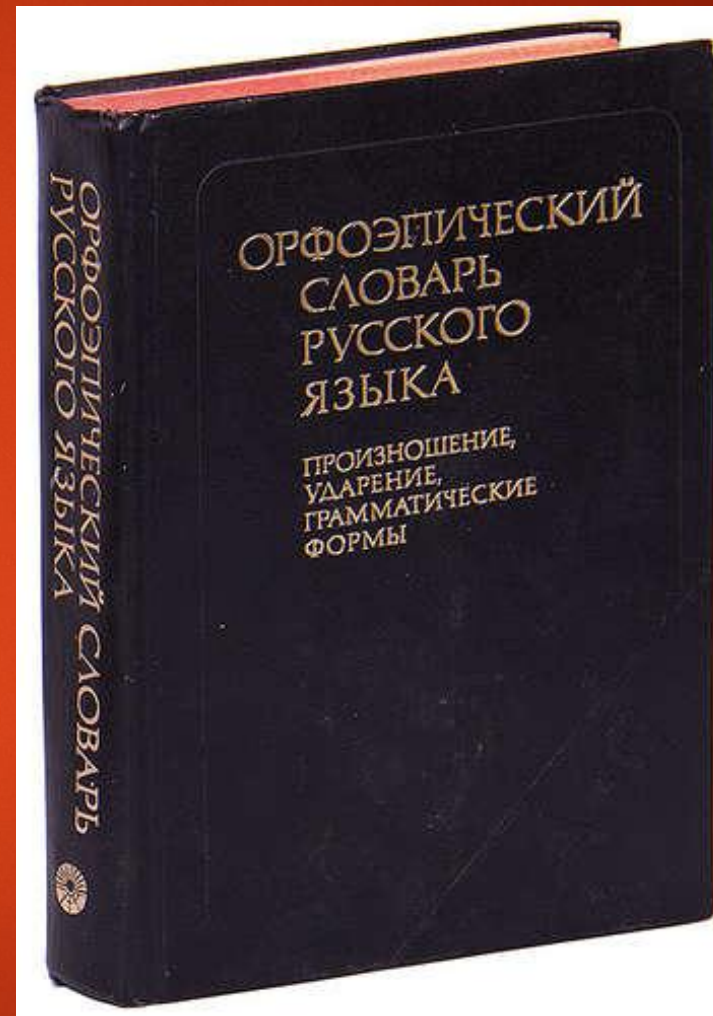 ОРФОЭПИЧЕСКИЙ СЛОВАРЬ
РУССКОГО ЯЗЫКА
ОРФОЭПИЧЕСКИЙ
СЛОВАРЬ
РУССКОГО
ЯЗЫКА
ПРОИЗНОШЕНИЕ,
УДАРЕНИЕ,
ГРАММАТИЧЕСКИЕ
ФОРМЫ